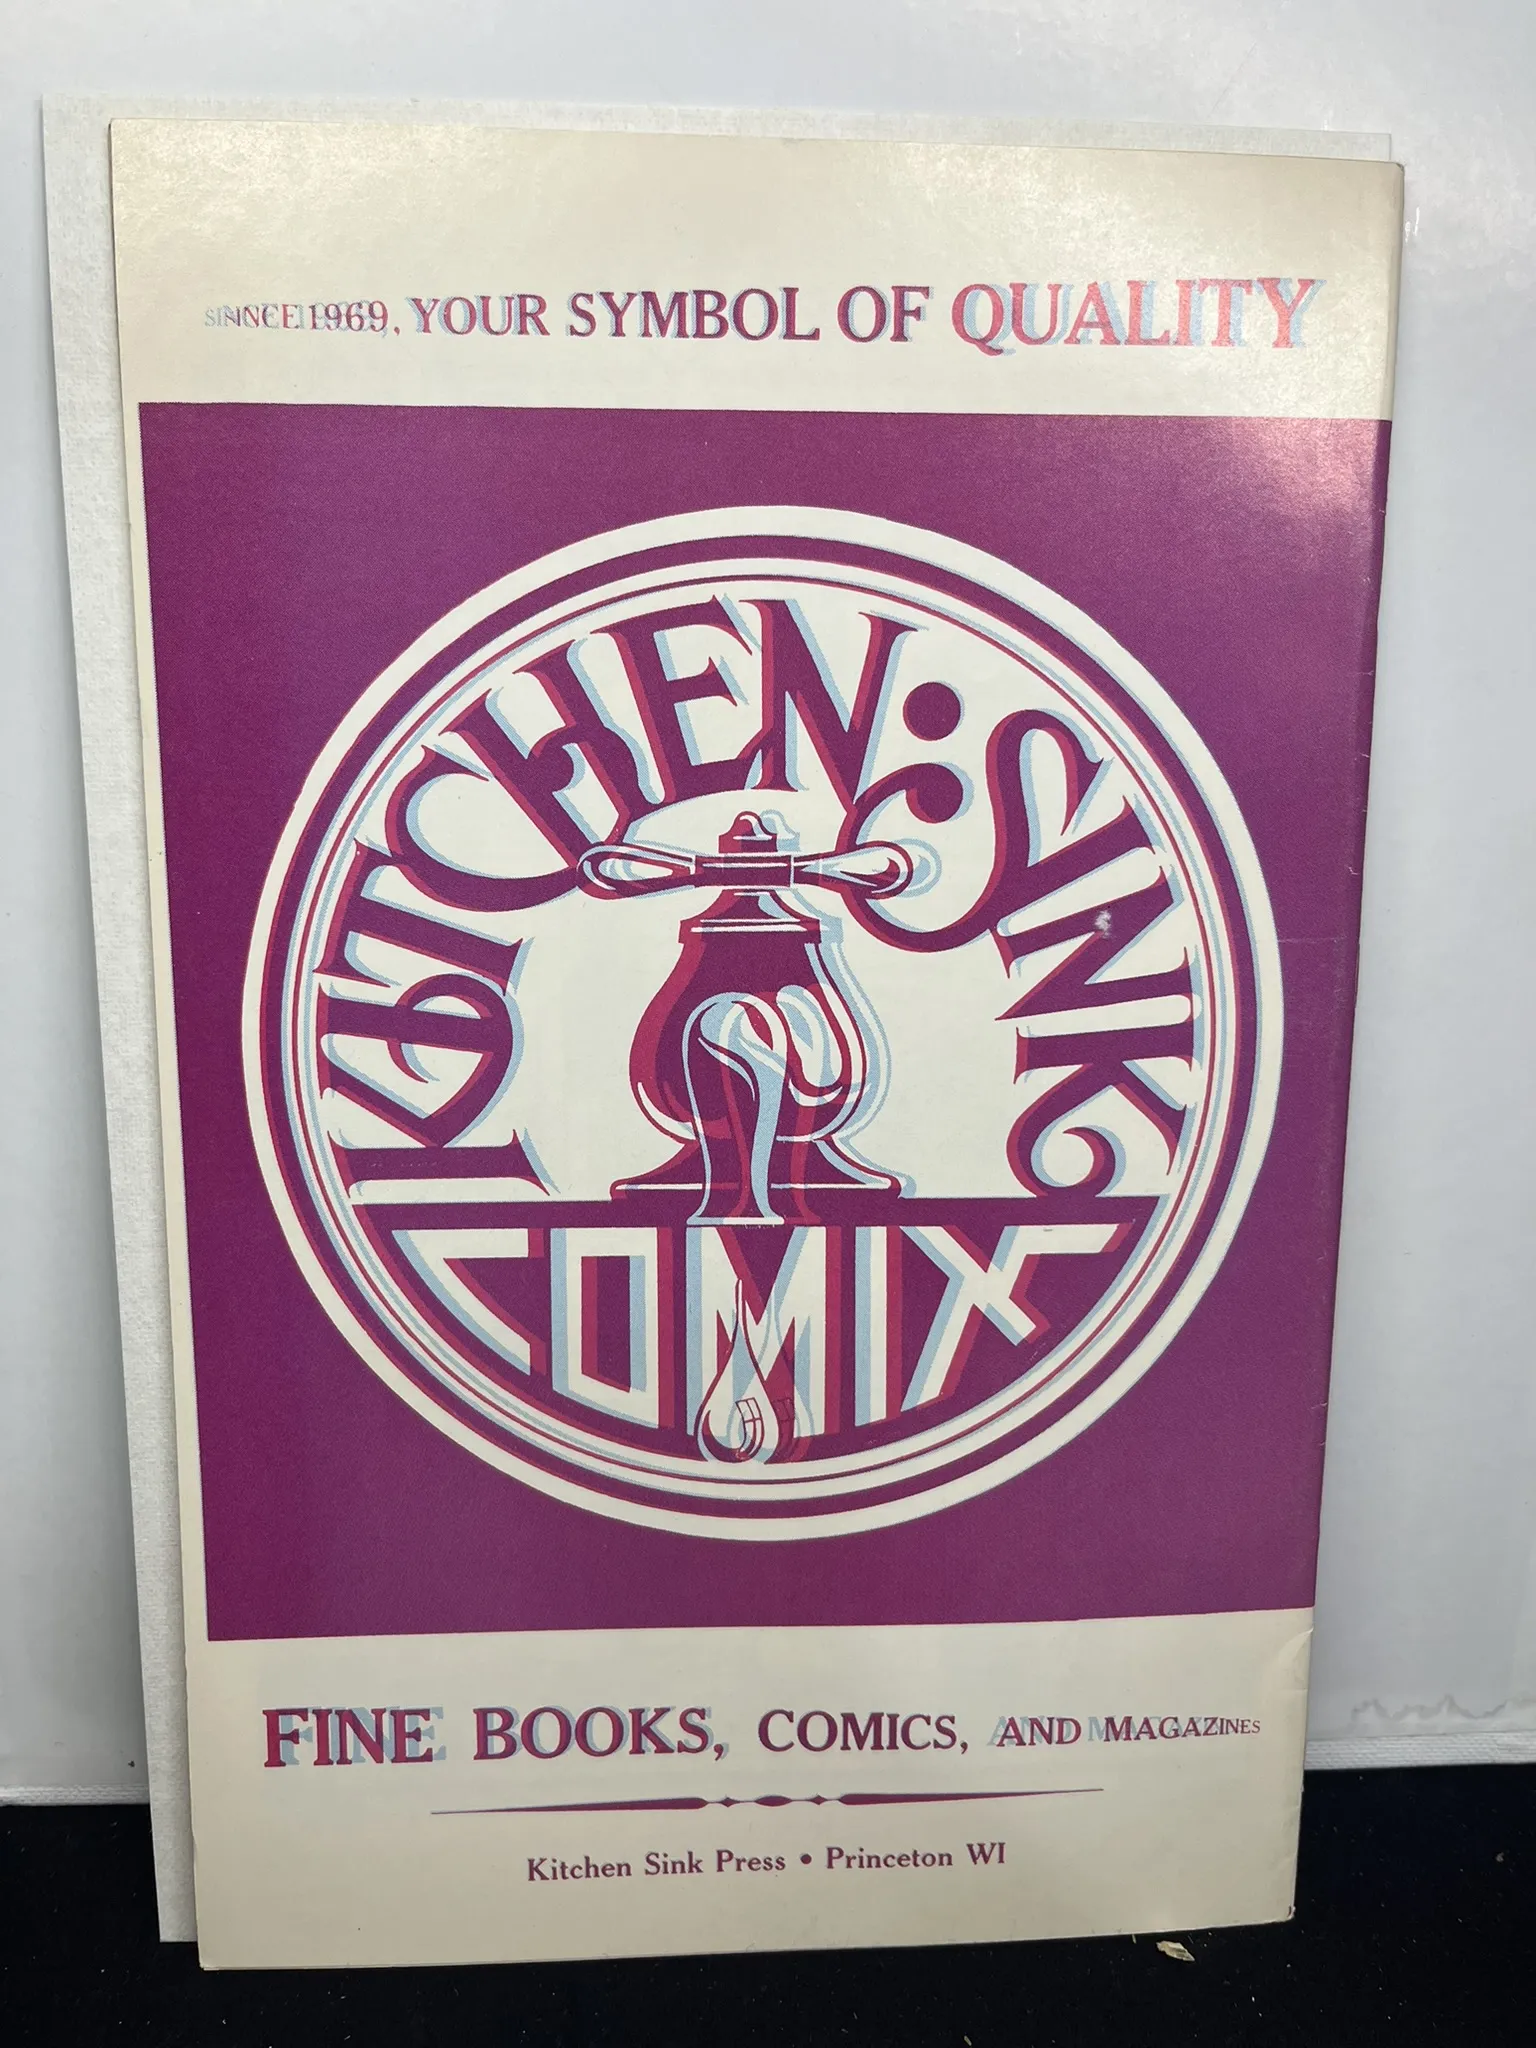 SINCE 1969, YOUR SYMBOL OF QUALITY
KITCHEN SINK
COMIX
FINE BOOKS, COMICS, AND MAGAZINES
Kitchen Sink Press • Princeton WI